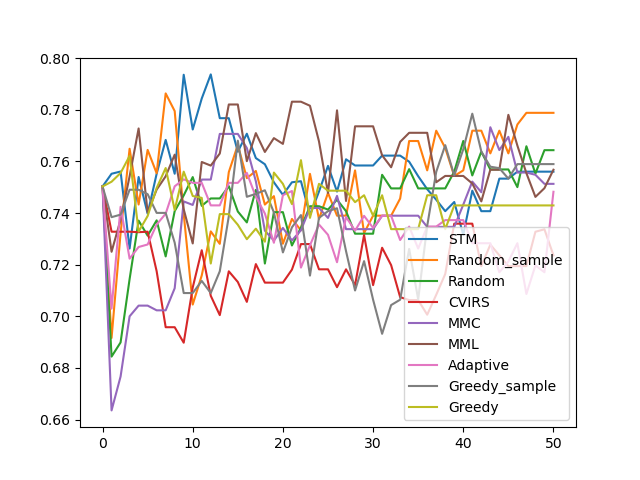 0.80
0.78
0.76
0.74
0.72
0.70
0.68
0.66
0
10
20
30
40
50
STM
Random_sample
Random
CVIRS
MMC
MML
Adaptive
Greedy_sample
Greedy